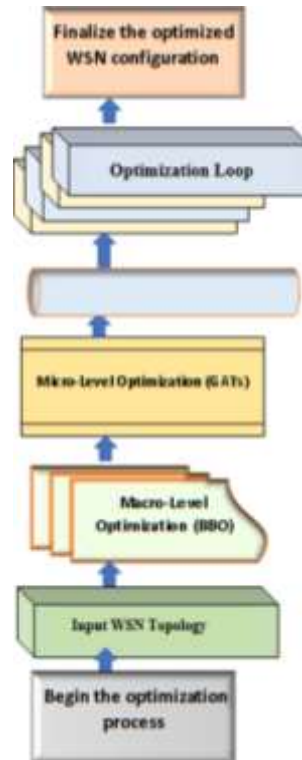 Finalize the optimized
WSN configuration
Optimization Loop
Micro-Level Optimization (GATs)
Macro-Level
Optimization (BBO)
Input WSN Topology
Begin the optimization
process